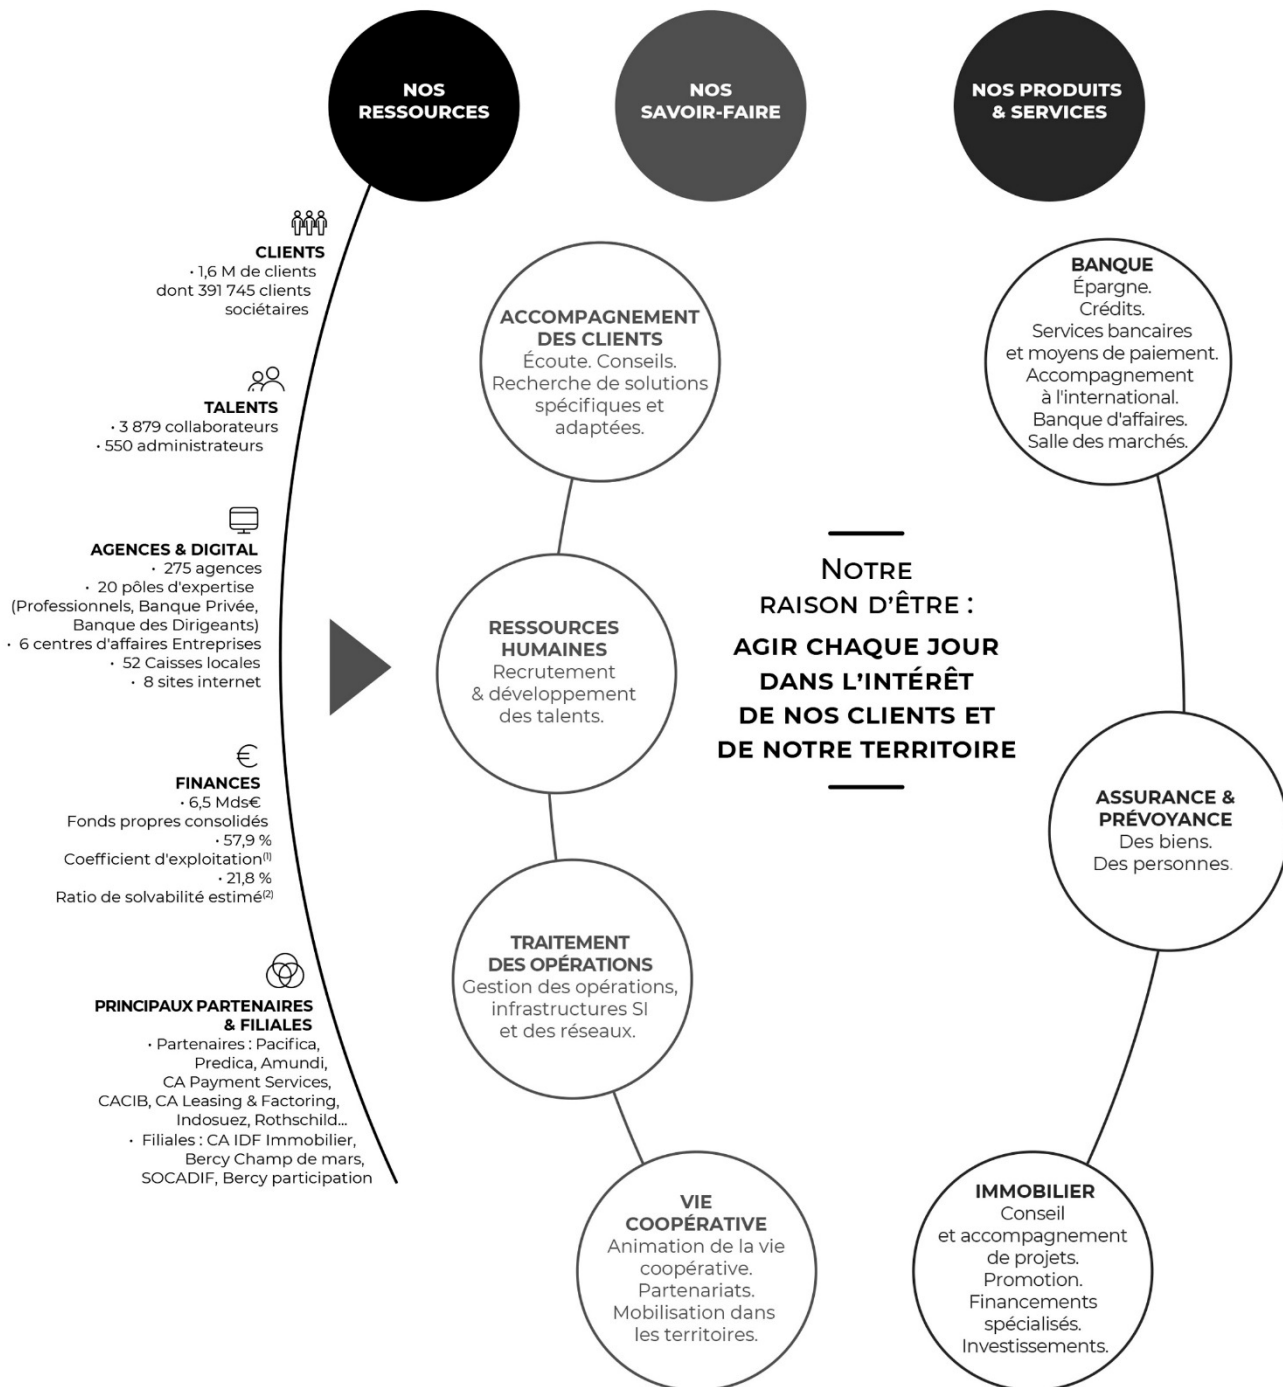 NOS
RESSOURCES
NOS
SAVOIR-FAIRE
NOS PRODUITS
& SERVICES
CLIENTS
• 1,6 M de clients
dont 391 745 clients
sociétaires
TALENTS
• 3 879 collaborateurs
• 550 administrateurs
AGENCES & DIGITAL
• 275 agences
• 20 pôles d'expertise
(Professionnels, Banque Privée,
Banque des Dirigeants)
• 6 centres d'affaires Entreprises
• 52 Caisses locales
• 8 sites internet
€
FINANCES
• 6,5 Mds€
Fonds propres consolidés
• 57,9 %
Coefficient d'exploitation(1)
• 21,8 %
Ratio de solvabilité estimé(2)
PRINCIPAUX PARTENAIRES
& FILIALES
• Partenaires : Pacifica,
Predica, Amundi,
CA Payment Services,
CACIB, CA Leasing & Factoring,
Indosuez, Rothschild...
• Filiales : CA IDF Immobilier,
Bercy Champ de mars,
SOCADIF, Bercy participation
ACCOMPAGNEMENT
DES CLIENTS
Écoute. Conseils.
Recherche de solutions
spécifiques et
adaptées.
RESSOURCES
HUMAINES
Recrutement
& développement
des talents.
TRAITEMENT
DES OPÉRATIONS
Gestion des opérations,
infrastructures SI
et des réseaux.
VIE
COOPÉRATIVE
Animation de la vie
coopérative.
Partenariats.
Mobilisation dans
les territoires.
NOTRE
RAISON D'ÊTRE :
AGIR CHAQUE JOUR
DANS L'INTÉRÊT
DE NOS CLIENTS ET
DE NOTRE TERRITOIRE
BANQUE
Épargne.
Crédits.
Services bancaires
et moyens de paiement.
Accompagnement
à l'international.
Banque d'affaires.
Salle des marchés.
ASSURANCE &
PRÉVOYANCE
Des biens.
Des personnes.
IMMOBILIER
Conseil
et accompagnement
de projets.
Promotion.
Financements
spécialisés.
Investissements.